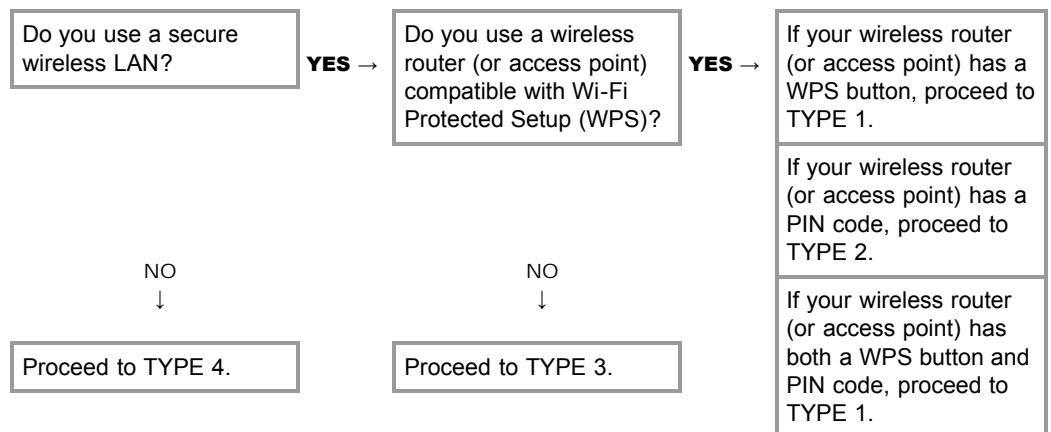 Do you use a secure
wireless LAN?
YES →
Do you use a wireless
router (or access point)
compatible with Wi-Fi
Protected Setup (WPS)?
YES →
If your wireless router
(or access point) has a
WPS button, proceed to
TYPE 1.
If your wireless router
(or access point) has a
PIN code, proceed to
TYPE 2.
If your wireless router
(or access point) has
both a WPS button and
PIN code, proceed to
TYPE 1.
NO
↓
Proceed to TYPE 4.
NO
↓
Proceed to TYPE 3.